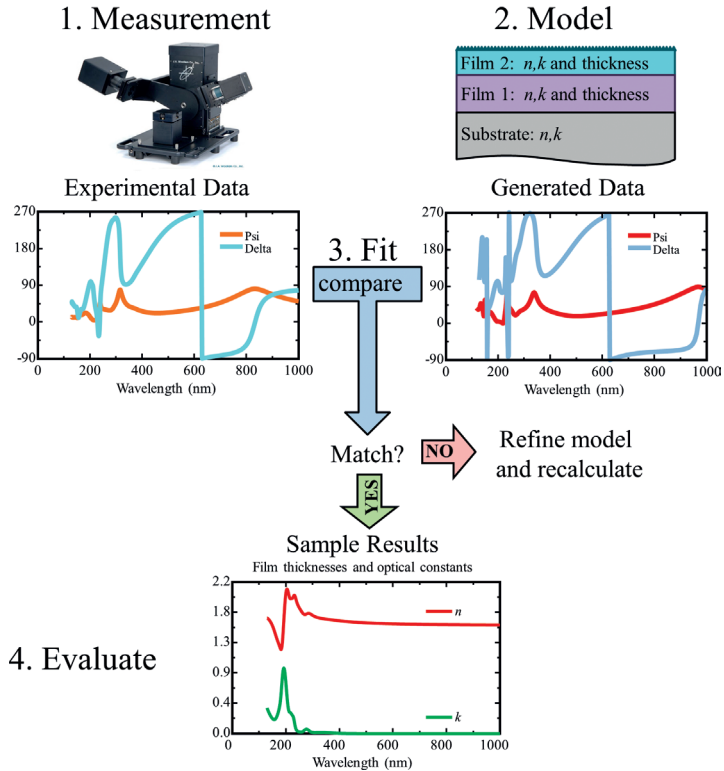 1. Measurement
2. Model
Film 2: n,k and thickness
Film 1: n,k and thickness
Substrate: n,k
Experimental Data
270
180
90
0
-90
Psi
Delta
0 200 400 600 800 1000
Wavelength (nm)
3. Fit
compare
Generated Data
270
180
90
0
-90
Psi
Delta
0 200 400 600 800 1000
Wavelength (nm)
Match?
NO
Refine model
and recalculate
YES
Sample Results
Film thicknesses and optical constants
2.2
1.8
1.3
0.9
0.4
0.0
n
k
0 200 400 600 800 1000
Wavelength (nm)
4. Evaluate